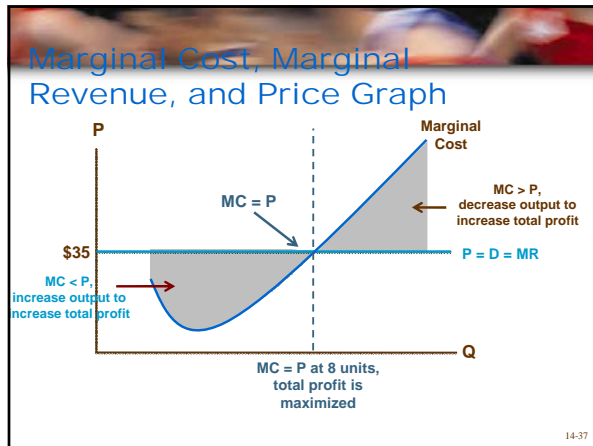 Marginal Cost, Marginal
Revenue, and Price Graph
P
Marginal
Cost
MC = P
MC > P,
decrease output to
increase total profit
$35
P = D = MR
MC < P,
increase output to
increase total profit
Q
MC = P at 8 units,
total profit is
maximized
14-37